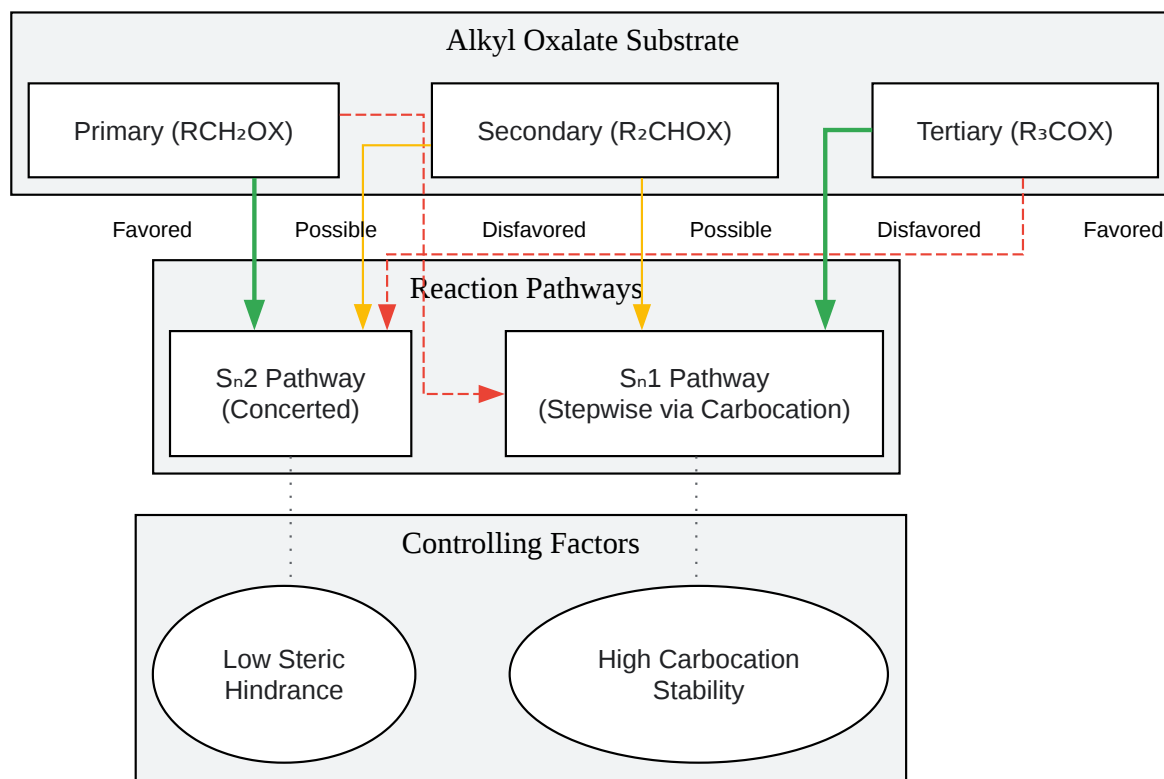 Alkyl Oxalate Substrate
Primary (RCH₂OX)
Secondary (R₂CHOX)
Tertiary (R₃COX)
Favored
Possible
Disfavored
Possible
Disfavored
Favored
Reaction Pathways
Sₙ2 Pathway
(Concerted)
Sₙ1 Pathway
(Stepwise via Carbocation)
Controlling Factors
Low Steric
Hindrance
High Carbocation
Stability